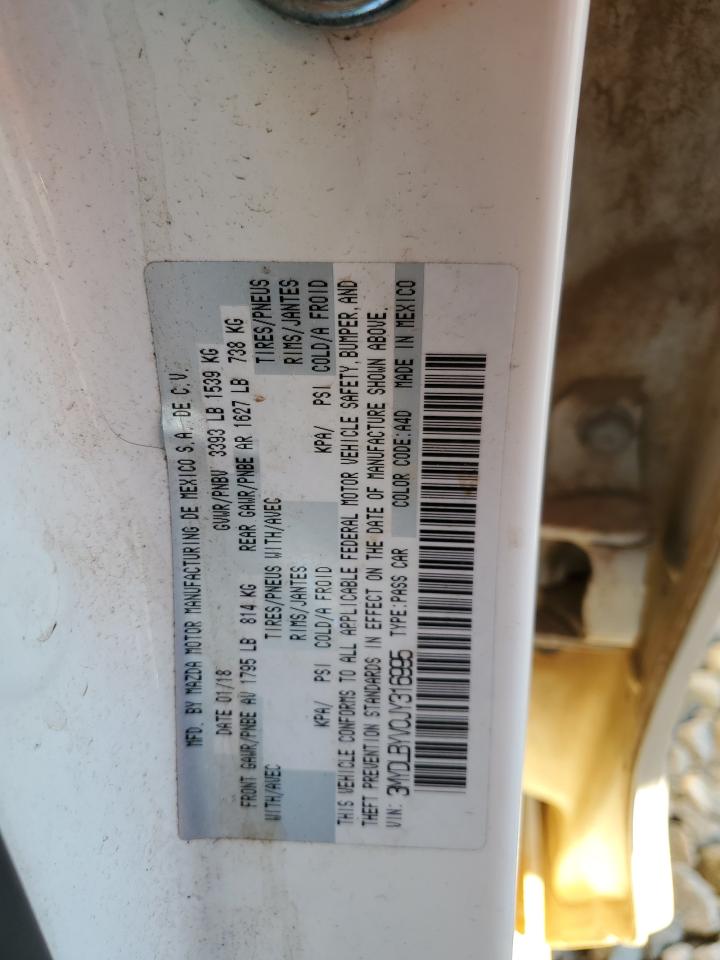 MFD. BY MAZDA MOTOR MANUFACTURING DE MEXICO S.A. DE C.V.
DATE 01/18 GVWR/PNBV 3393 LB 1539 KG
FRONT GAWR/PNBE AV 1795 LB 814 KG REAR GAWR/PNBE AR 1627 LB 738 KG
WITH/AVEC TIRES/PNEUS WITH/AVEC TIRES/PNEUS
RIMS/JANTES RIMS/JANTES
KPA/ PSI COLD/A FROID KPA/ PSI COLD/A FROID
THIS VEHICLE CONFORMS TO ALL APPLICABLE FEDERAL MOTOR VEHICLE SAFETY, BUMPER, AND
THEFT PREVENTION STANDARDS IN EFFECT ON THE DATE OF MANUFACTURE SHOWN ABOVE.
VIN: 3MYDLBYV0JY316995 TYPE:PASS CAR COLOR CODE:A4D MADE IN MEXICO